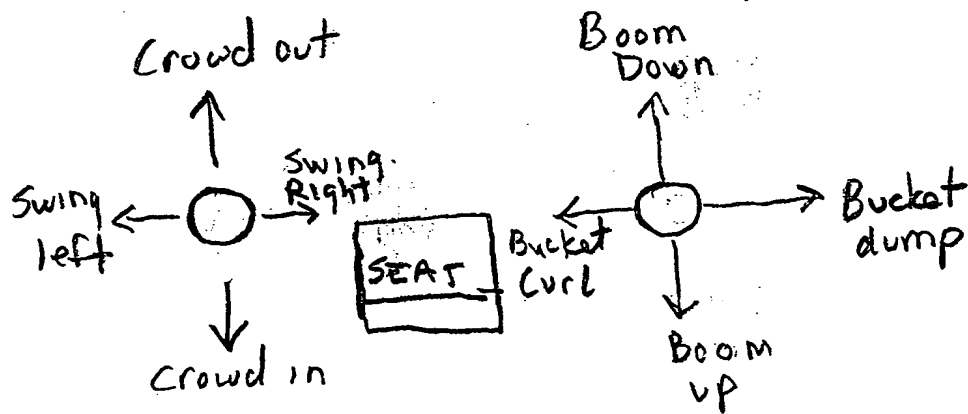 Crowd out
Swing
left
Swing
Right
Crowd in
SEAT
Boom
Down
Bucket
Curl
Bucket
dump
Boom
up